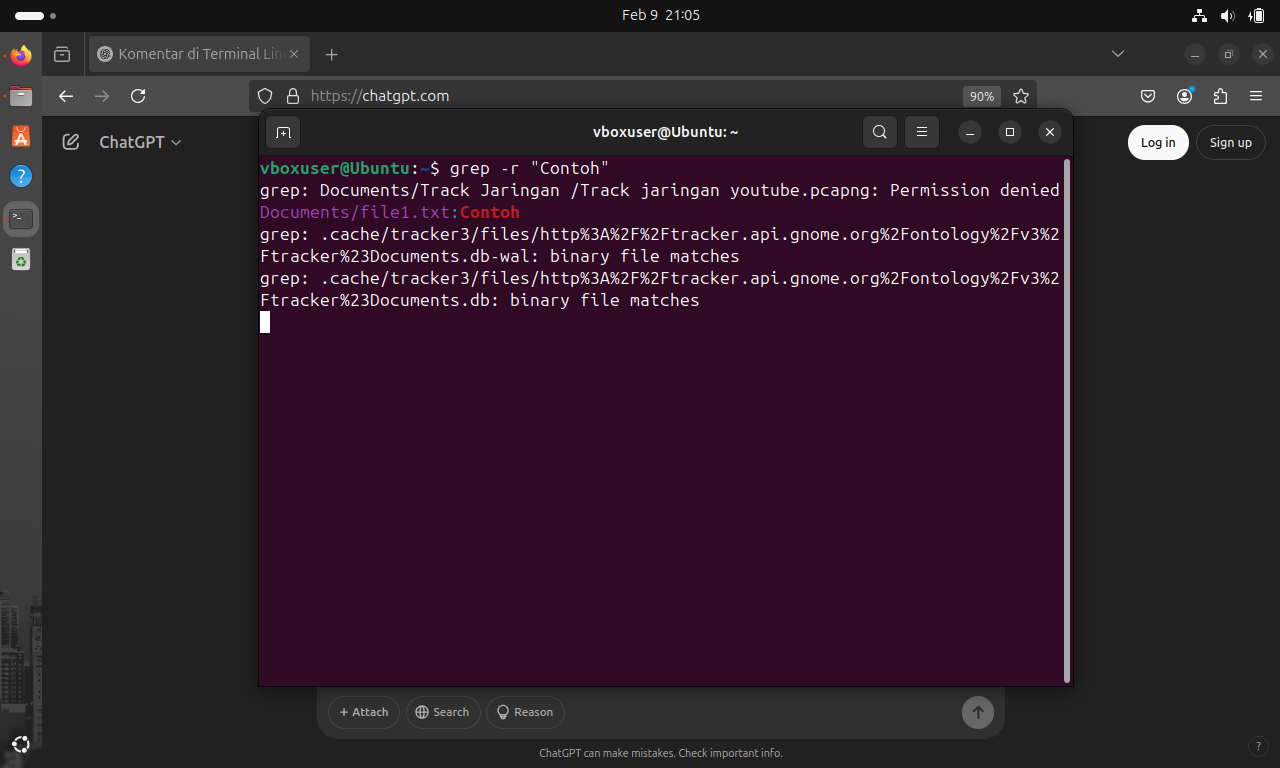 Feb 9 21:05
Komentar di Terminal Lin
https://chatgpt.com
90%
ChatGPT
Log in
Sign up
vboxuser@Ubuntu: ~
vboxuser@Ubuntu:~$ grep -r "Contoh"
grep: Documents/Track Jaringan /Track jaringan youtube.pcapng: Permission denied
Documents/file1.txt:Contoh
grep: .cache/tracker3/files/http%3A%2F%2Ftracker.api.gnome.org%2Fontology%2Fv3%2
Ftracker%23Documents.db-wal: binary file matches
grep: .cache/tracker3/files/http%3A%2F%2Ftracker.api.gnome.org%2Fontology%2Fv3%2
Ftracker%23Documents.db: binary file matches
Attach
Search
Reason
ChatGPT can make mistakes. Check important info.
?